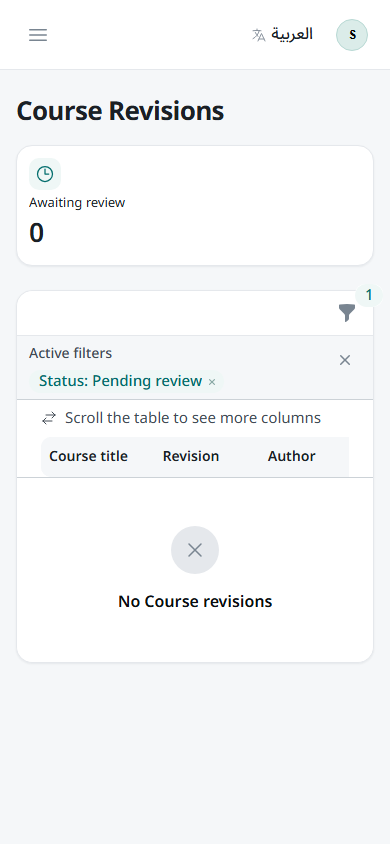 العربية
S
Course Revisions
Awaiting review
0
1
Active filters
Status: Pending review ×
Scroll the table to see more columns
Course title Revision Author
No Course revisions